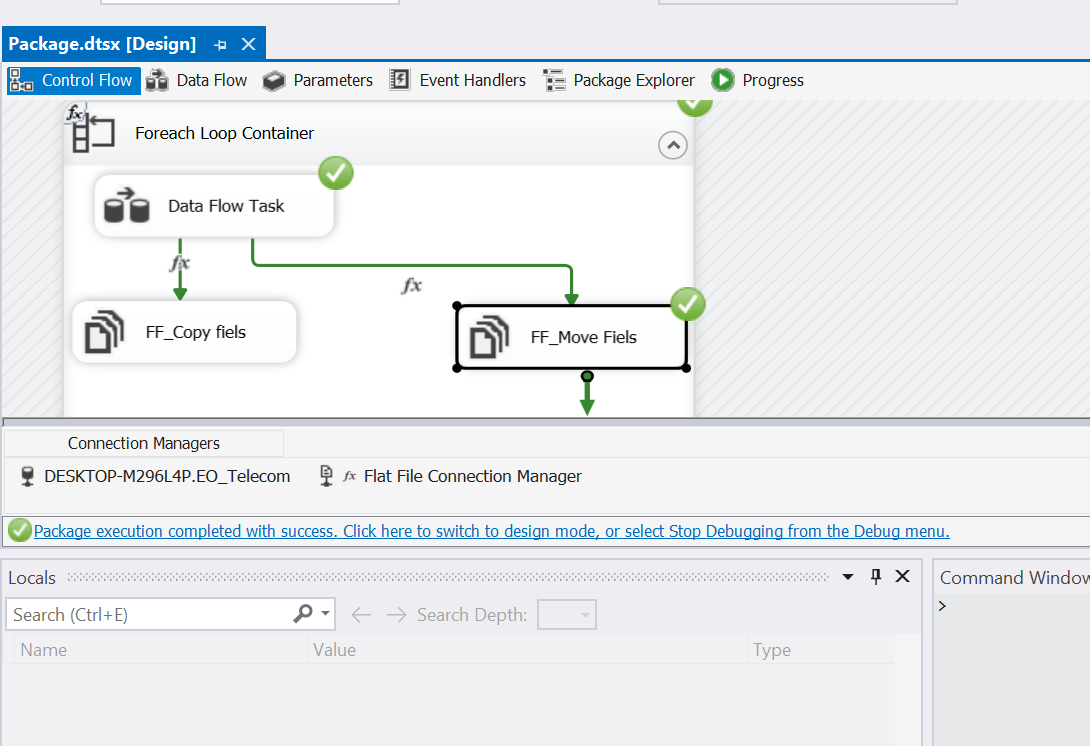 Package.dtsx [Design]
Control Flow Data Flow Parameters Event Handlers Package Explorer Progress
fx
Foreach Loop Container
Data Flow Task
fx
fx
FF_Copy fiels
FF_Move Fiels
Connection Managers
DESKTOP-M296L4P.EO_Telecom fx Flat File Connection Manager
Package execution completed with success. Click here to switch to design mode, or select Stop Debugging from the Debug menu.
Locals
Command Window
Search (Ctrl+E) Search Depth:
>
Name Value Type